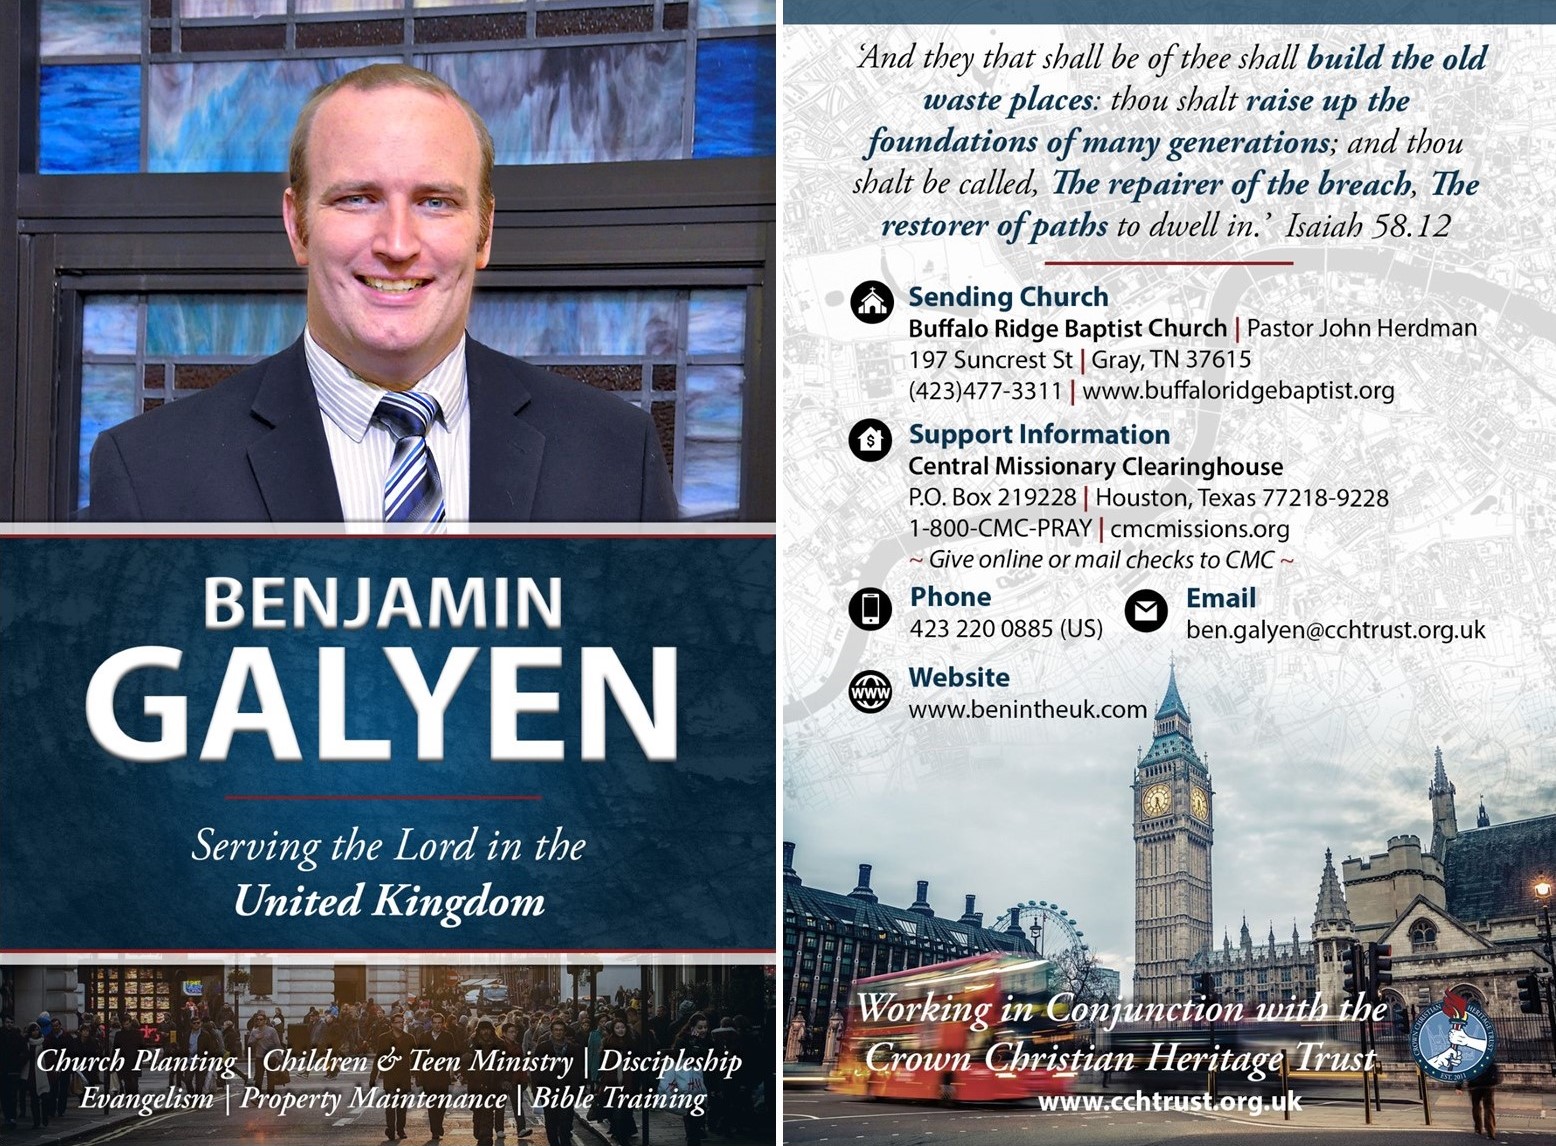 BENJAMIN
GALYEN
Serving the Lord in the
United Kingdom
Church Planting | Children & Teen Ministry | Discipleship
Evangelism | Property Maintenance | Bible Training
‘And they that shall be of thee shall build the old
waste places: thou shalt raise up the
foundations of many generations; and thou
shalt be called, The repairer of the breach, The
restorer of paths to dwell in.’ Isaiah 58.12
Sending Church
Buffalo Ridge Baptist Church | Pastor John Herdman
197 Suncrest St | Gray, TN 37615
(423)477-3311 | www.buffaloridgebaptist.org
Support Information
Central Missionary Clearinghouse
P.O. Box 219228 | Houston, Texas 77218-9228
1-800-CMC-PRAY | cmcmissions.org
~ Give online or mail checks to CMC ~
Phone
423 220 0885 (US)
Email
ben.galyen@cchtrust.org.uk
WWW
Website
www.benintheuk.com
Working in Conjunction with the
Crown Christian Heritage Trust
www.cchtrust.org.uk
CROWN CHRISTIAN HERITAGE TRUST
EST. 2011